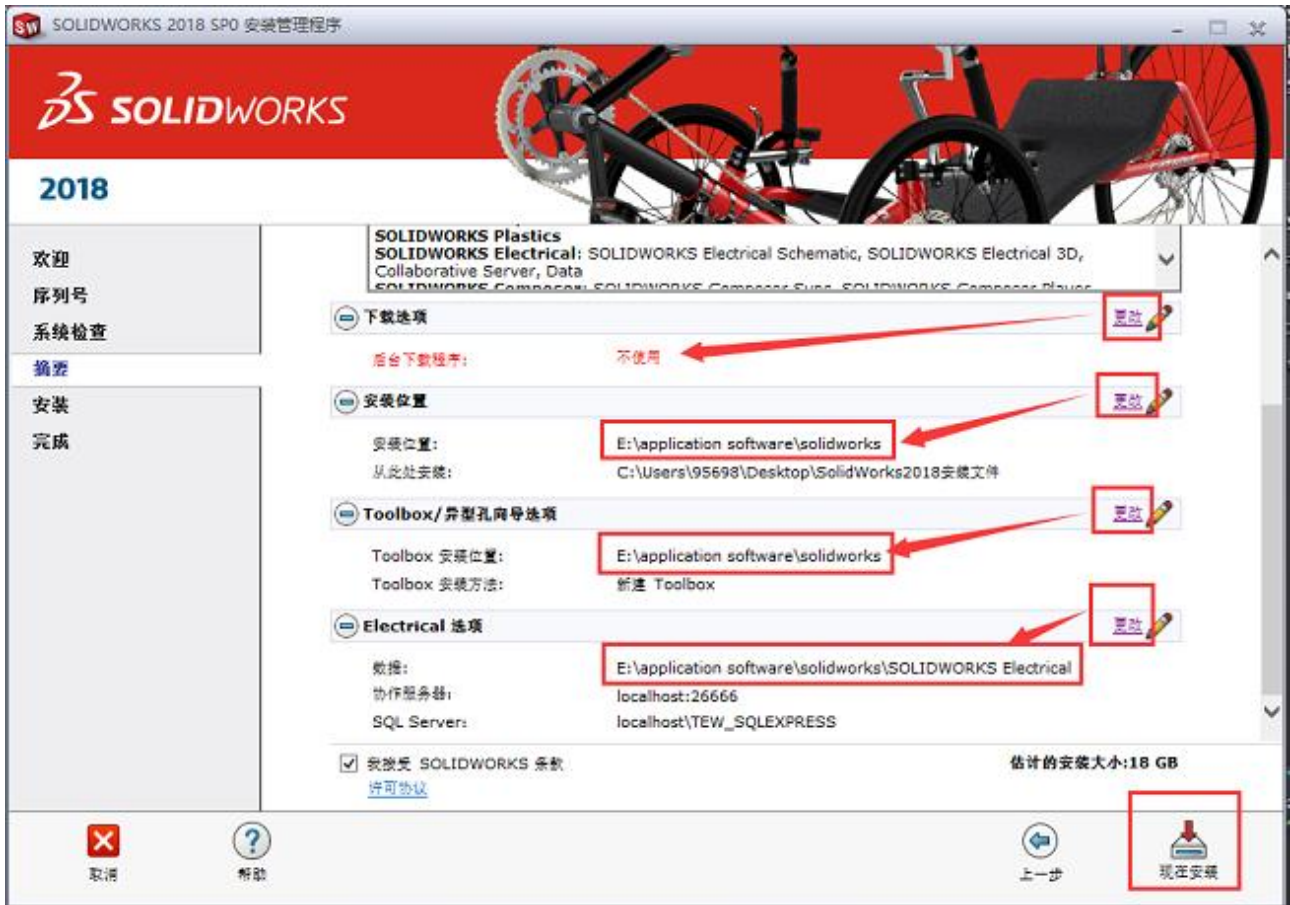 SOLIDWORKS 2018 SP0 安装管理程序
SOLIDWORKS
2018
欢迎
序列号
系统检查
摘要
安装
完成
SOLIDWORKS Plastics
SOLIDWORKS Electrical: SOLIDWORKS Electrical Schematic, SOLIDWORKS Electrical 3D,
Collaborative Server, Data
SOLIDWORKS Composer: SOLIDWORKS Composer Sync, SOLIDWORKS Composer Player
下载选项 更改
后台下载程序: 不使用
安装位置 更改
安装位置: E:\application software\solidworks
从此处安装: C:\Users\95698\Desktop\SolidWorks2018安装文件
Toolbox/异型孔向导选项 更改
Toolbox 安装位置: E:\application software\solidworks
Toolbox 安装方法: 新建 Toolbox
Electrical 选项 更改
数据: E:\application software\solidworks\SOLIDWORKS Electrical
协作服务器: localhost:26666
SQL Server: localhost\TEW_SQLEXPRESS
我接受 SOLIDWORKS 条款 估计的安装大小:18 GB
许可协议
取消 帮助 上一步 现在安装